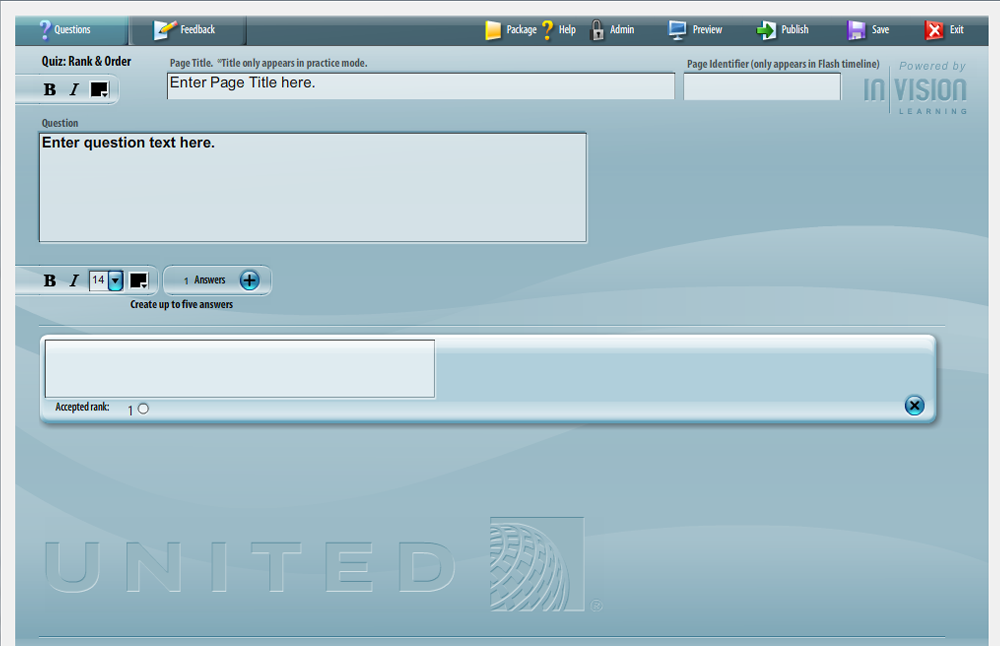 Questions
Feedback
Package
Help
Admin
Preview
Publish
Save
Exit
Quiz: Rank & Order
Page Title. *Title only appears in practice mode.
Page Identifier (only appears in Flash timeline)
Powered by
B I
Enter Page Title here.
INVISION
LEARNING
Question
Enter question text here.
B I 14
1 Answers
Create up to five answers
Accepted rank: 1
UNITED
®